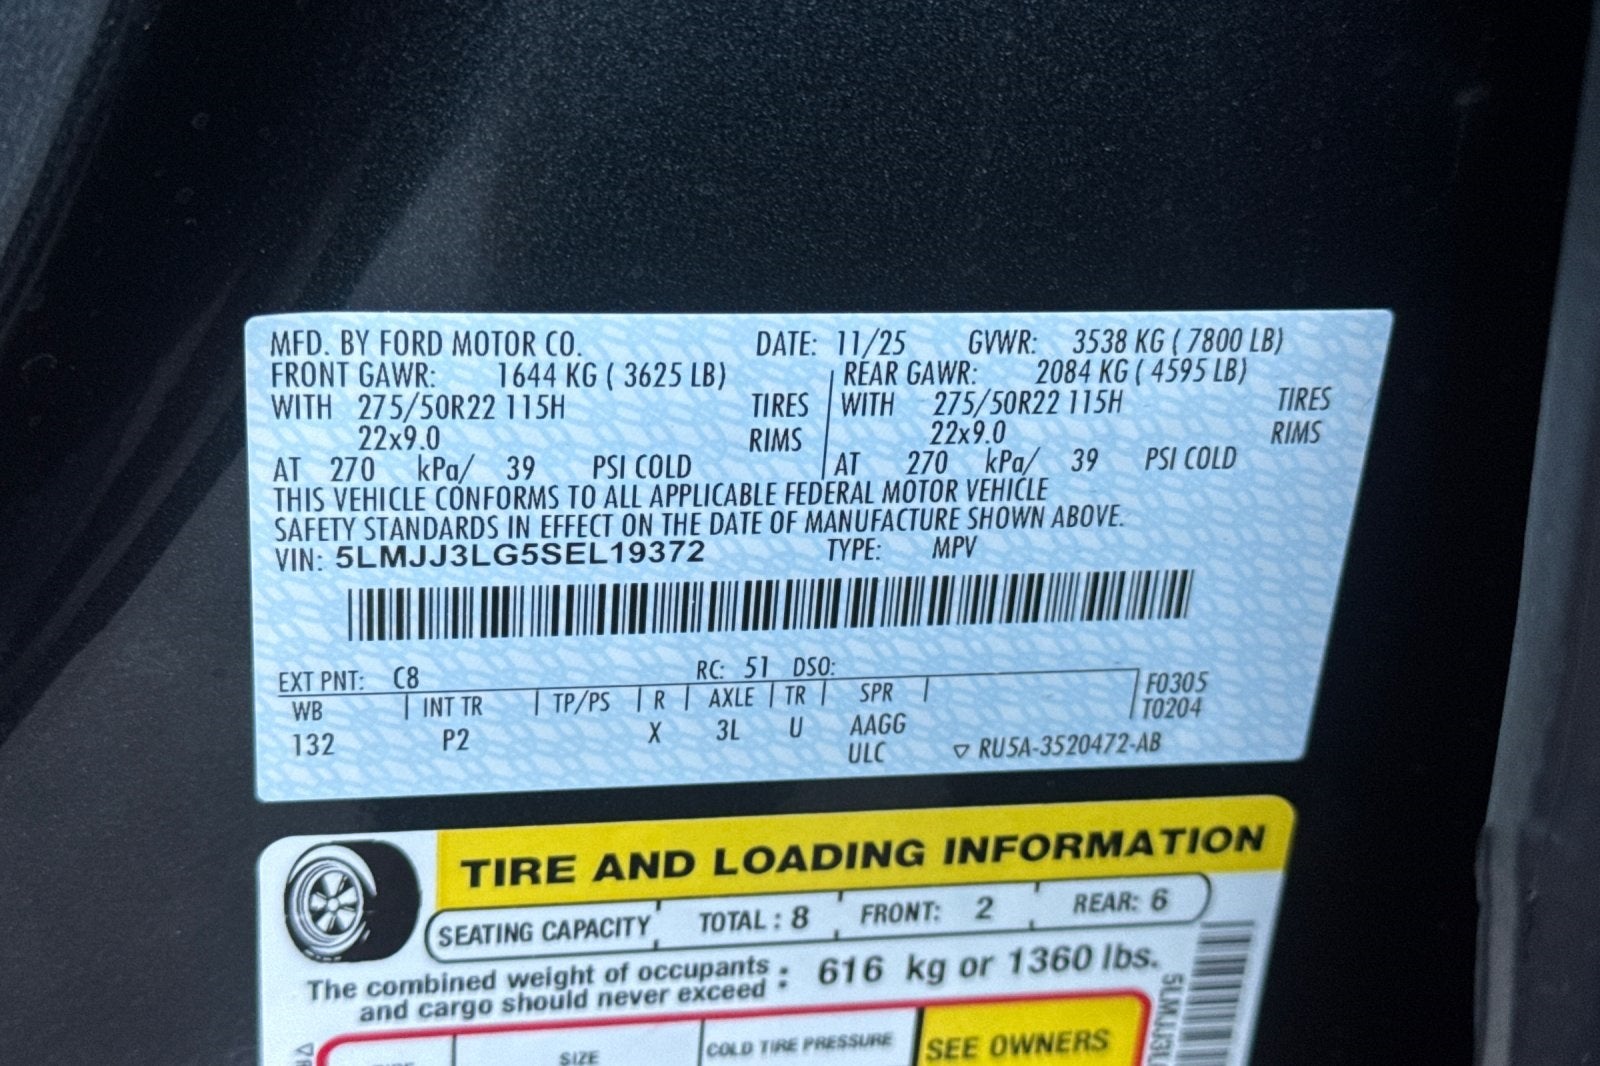 MFD. BY FORD MOTOR CO. DATE: 11/25 GVWR: 3538 KG ( 7800 LB)
FRONT GAWR: 1644 KG ( 3625 LB) REAR GAWR: 2084 KG ( 4595 LB)
WITH 275/50R22 115H TIRES WITH 275/50R22 115H TIRES
22x9.0 RIMS 22x9.0 RIMS
AT 270 kPa/ 39 PSI COLD AT 270 kPa/ 39 PSI COLD
THIS VEHICLE CONFORMS TO ALL APPLICABLE FEDERAL MOTOR VEHICLE
SAFETY STANDARDS IN EFFECT ON THE DATE OF MANUFACTURE SHOWN ABOVE.
VIN: 5LMJJ3LG5SEL19372 TYPE: MPV
EXT PNT: C8 RC: 51 DSO:
WB INT TR TP/PS R AXLE TR SPR F0305
132 P2 X 3L U AAGG T0204
ULC ▽ RU5A-3520472-AB
TIRE AND LOADING INFORMATION
SEATING CAPACITY TOTAL : 8 FRONT: 2 REAR: 6
The combined weight of occupants : 616 kg or 1360 lbs.
and cargo should never exceed :
SIZE COLD TIRE PRESSURE SEE OWNERS